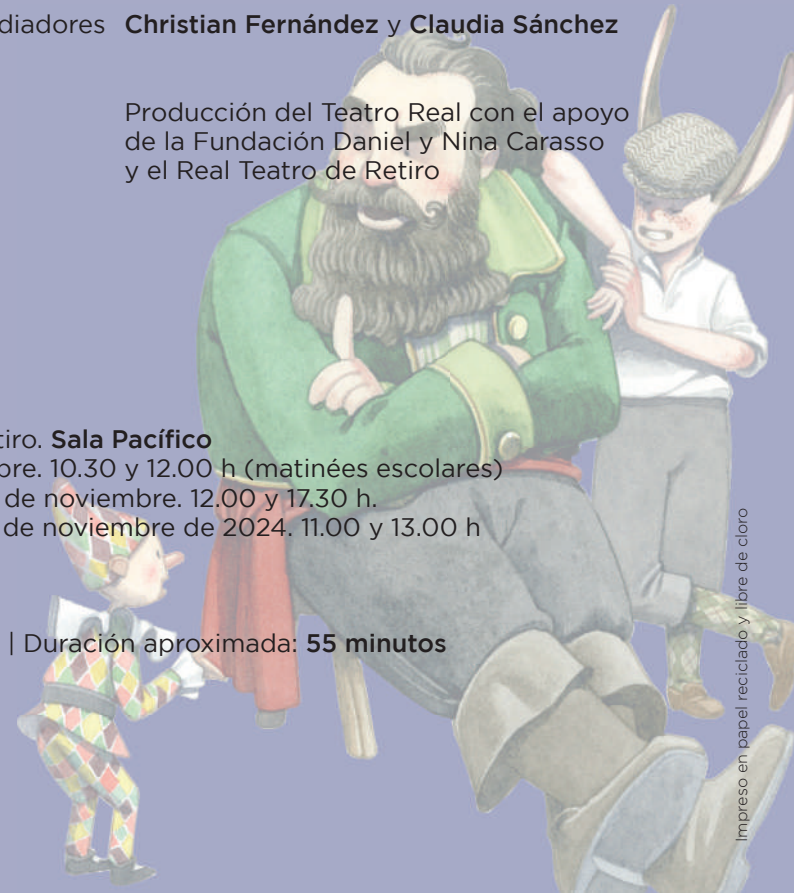 diadores Christian Fernández y Claudia Sánchez
Producción del Teatro Real con el apoyo
de la Fundación Daniel y Nina Carasso
y el Real Teatro de Retiro
tiro. Sala Pacífico
bre. 10.30 y 12.00 h (matinées escolares)
de noviembre. 12.00 y 17.30 h.
de noviembre de 2024. 11.00 y 13.00 h
| Duración aproximada: 55 minutos
Impreso en papel reciclado y libre de cloro